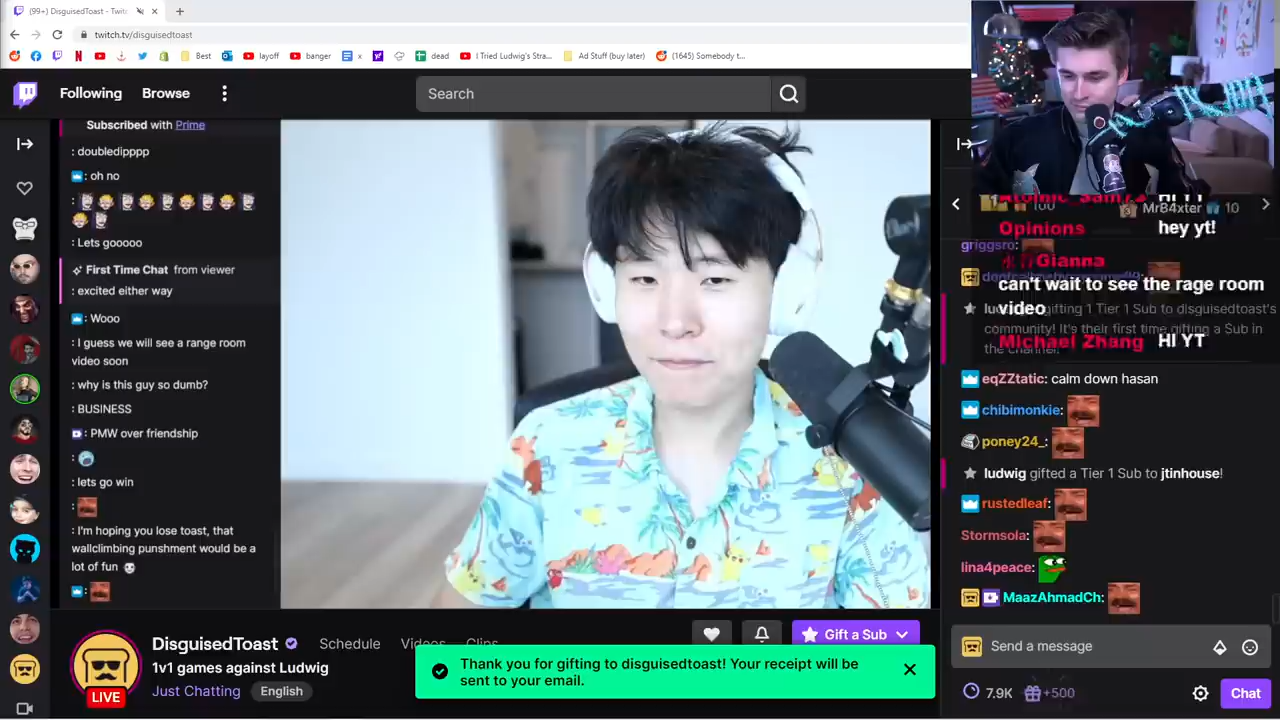 (99+) DisguisedToast - Twit
twitch.tv/disguisedtoast
Best
layoff
banger
x
dead
I Tried Ludwig's Stra...
Ad Stuff (buy later)
(1645) Somebody t...
Following
Browse
Search
Subscribed with Prime
: doubledipppp
: oh no
: Lets gooooo
First Time Chat from viewer
: excited either way
: Wooo
: I guess we will see a range room
video soon
: why is this guy so dumb?
: BUSINESS
: PMW over friendship
: lets go win
: I'm hoping you lose toast, that
wallclimbing punshment would be a
lot of fun
100
Mr84xter 10
Opinions hey yt!
griggsro:
Gianna
can't wait to see the rage room
video
gifting 1 Tier 1 Sub to disguisedtoast's
community! It's their first time gifting a Sub in
the channel.
Michael Zhang HI YT
eqZZtatic: calm down hasan
chibimonkie:
poney24_:
ludwig gifted a Tier 1 Sub to jtinhouse!
rustedleaf:
Stormsola:
lina4peace:
MaazAhmadCh:
Send a message
7.9K +500
Chat
DisguisedToast
Schedule
Videos
Clips
Gift a Sub
1v1 games against Ludwig
Just Chatting
English
LIVE
Thank you for gifting to disguisedtoast! Your receipt will be
sent to your email.